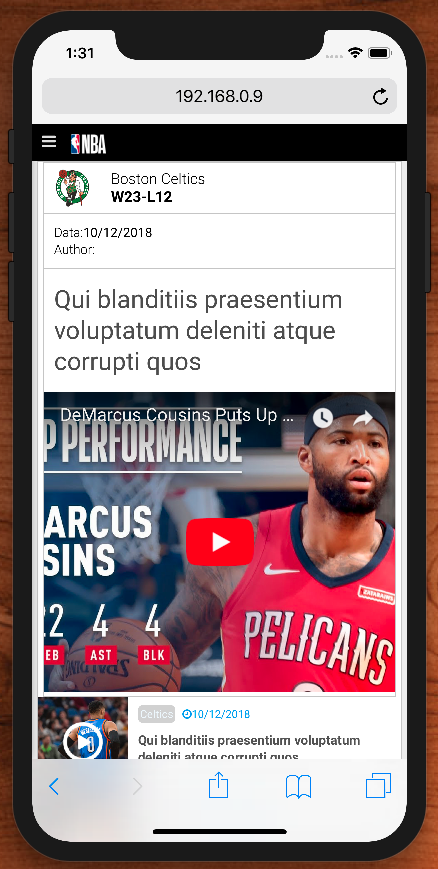 1:31
192.168.0.9
NBA
Boston Celtics
W23-L12
Data:10/12/2018
Author:
Qui blanditiis praesentium
voluptatum deleniti atque
corrupti quos
DeMarcus Cousins Puts Up ...
P PERFORMANCE
ARCUS
SINS
22 4 4
EB AST BLK
PELICANS
ZATARAIN'S
Celtics 10/12/2018
Qui blanditiis praesentium voluptatum
deleniti atque corrupti quos